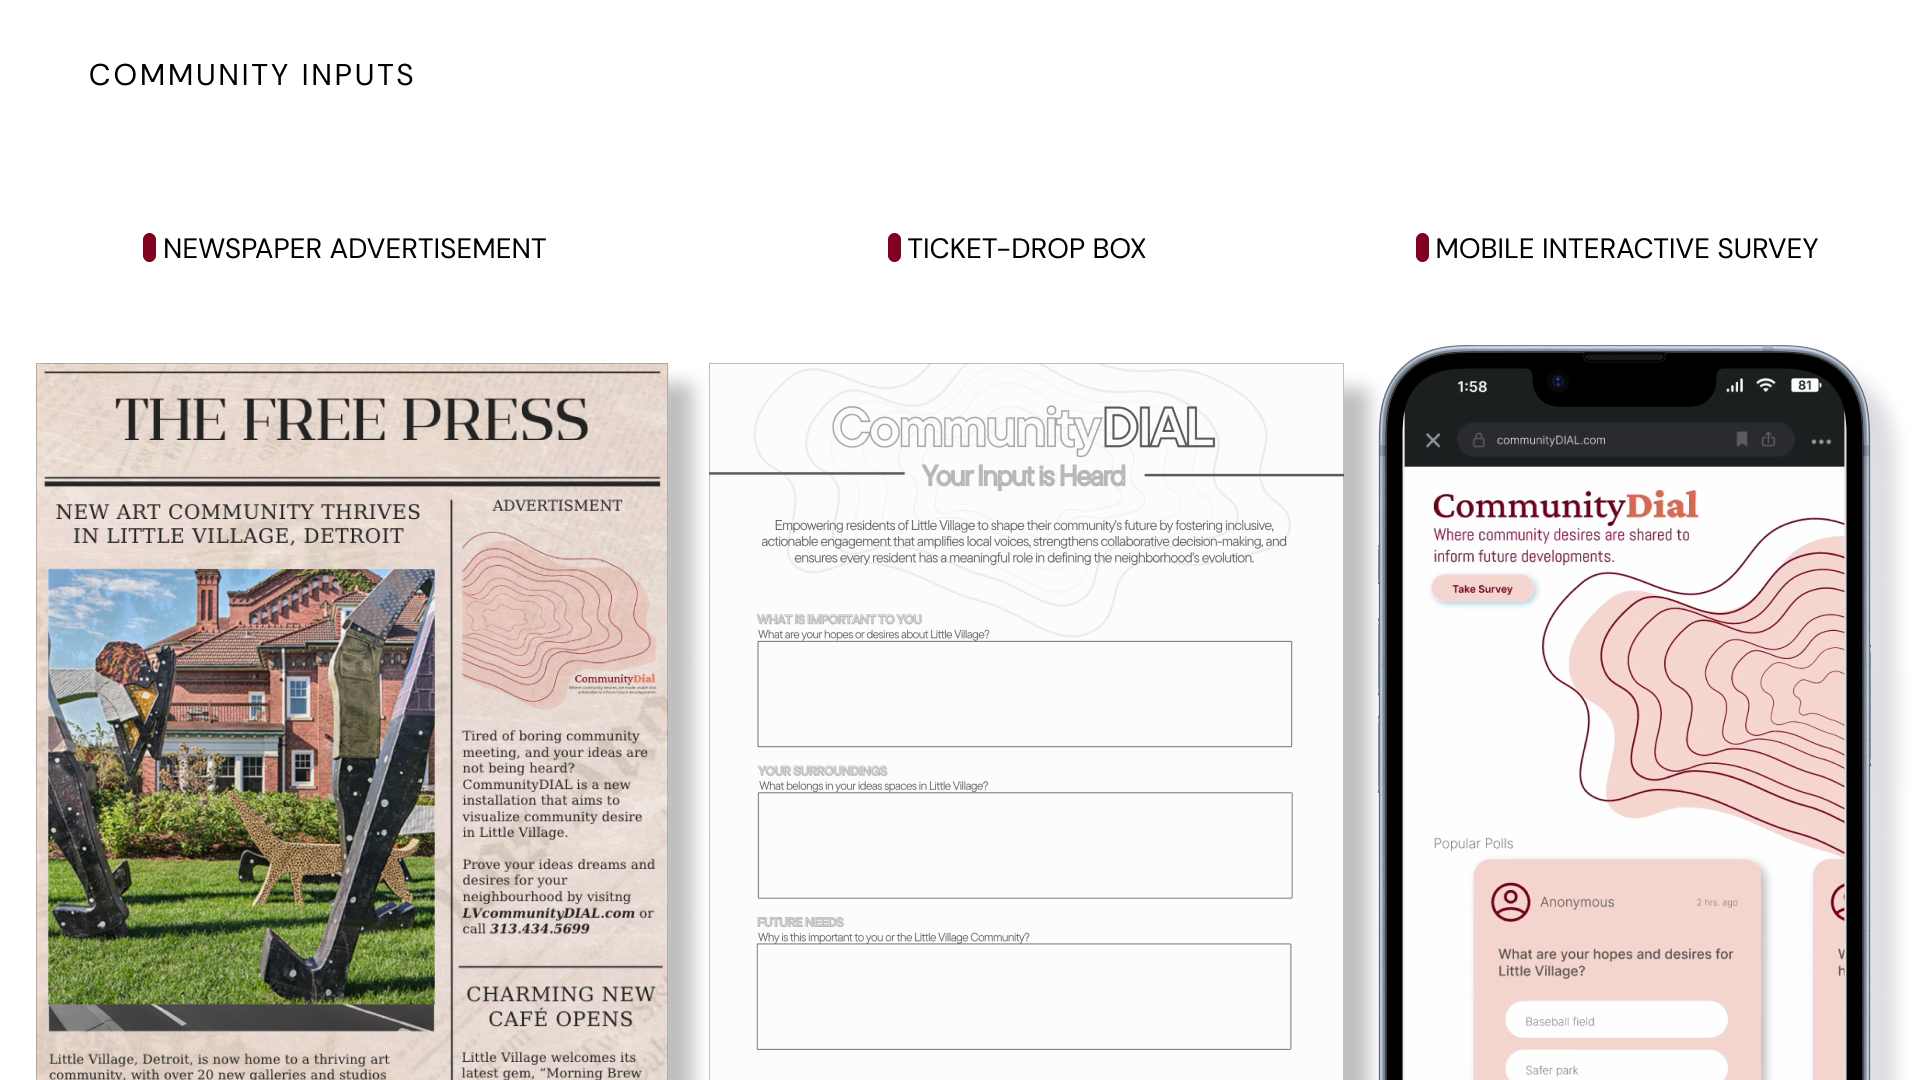 COMMUNITY INPUTS
NEWSPAPER ADVERTISEMENT
TICKET-DROP BOX
MOBILE INTERACTIVE SURVEY
THE FREE PRESS
NEW ART COMMUNITY THRIVES
IN LITTLE VILLAGE, DETROIT
Little Village, Detroit, is now home to a thriving art
community, with over 20 new galleries and studios
ADVERTISMENT
CommunityDial
Tired of boring community
meeting, and your ideas are
not being heard?
CommunityDIAL is a new
installation that aims to
visualize community desire
in Little Village.
Prove your ideas dreams and
desires for your
neighbourhood by visitng
LVcommunityDIAL.com or
call 313.434.5699
CHARMING NEW
CAFÉ OPENS
Little Village welcomes its
latest gem, “Morning Brew
CommunityDIAL
Your Input is Heard
Empowering residents of Little Village to shape their community's future by fostering inclusive,
actionable engagement that amplifies local voices, strengthens collaborative decision-making, and
ensures every resident has a meaningful role in defining the neighborhood's evolution.
WHAT IS IMPORTANT TO YOU
What are your hopes or desires about Little Village?
YOUR SURROUNDINGS
What belongs in your ideas spaces in Little Village?
FUTURE NEEDS
Why is this important to you or the Little Village Community?
1:58
81
communityDIAL.com
CommunityDial
Where community desires are shared to
inform future developments.
Take Survey
Popular Polls
Anonymous
2 hrs. ago
What are your hopes and desires for
Little Village?
Baseball field
Safer park